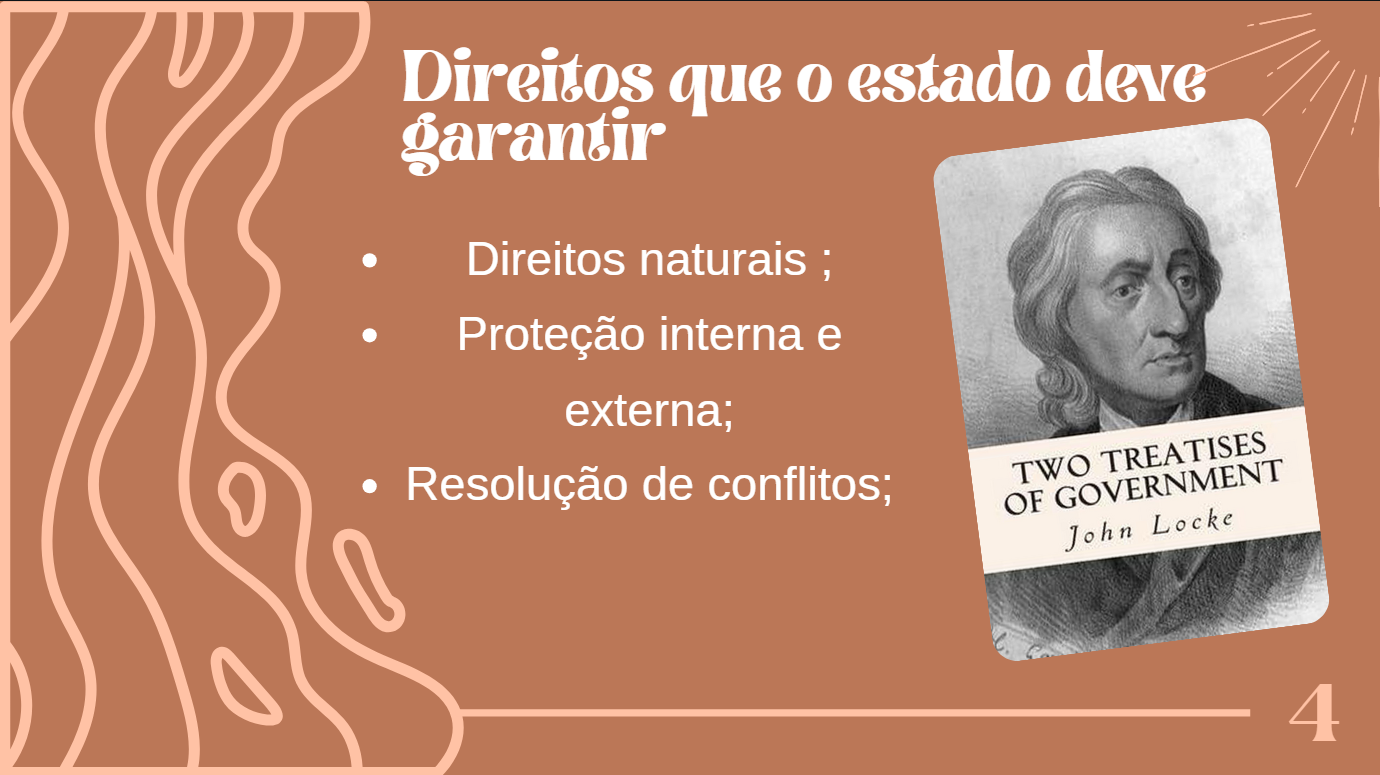 Direitos que o estado deve
garantir
• Direitos naturais ;
• Proteção interna e
externa;
• Resolução de conflitos;
TWO TREATISES
OF GOVERNMENT
John Locke
4